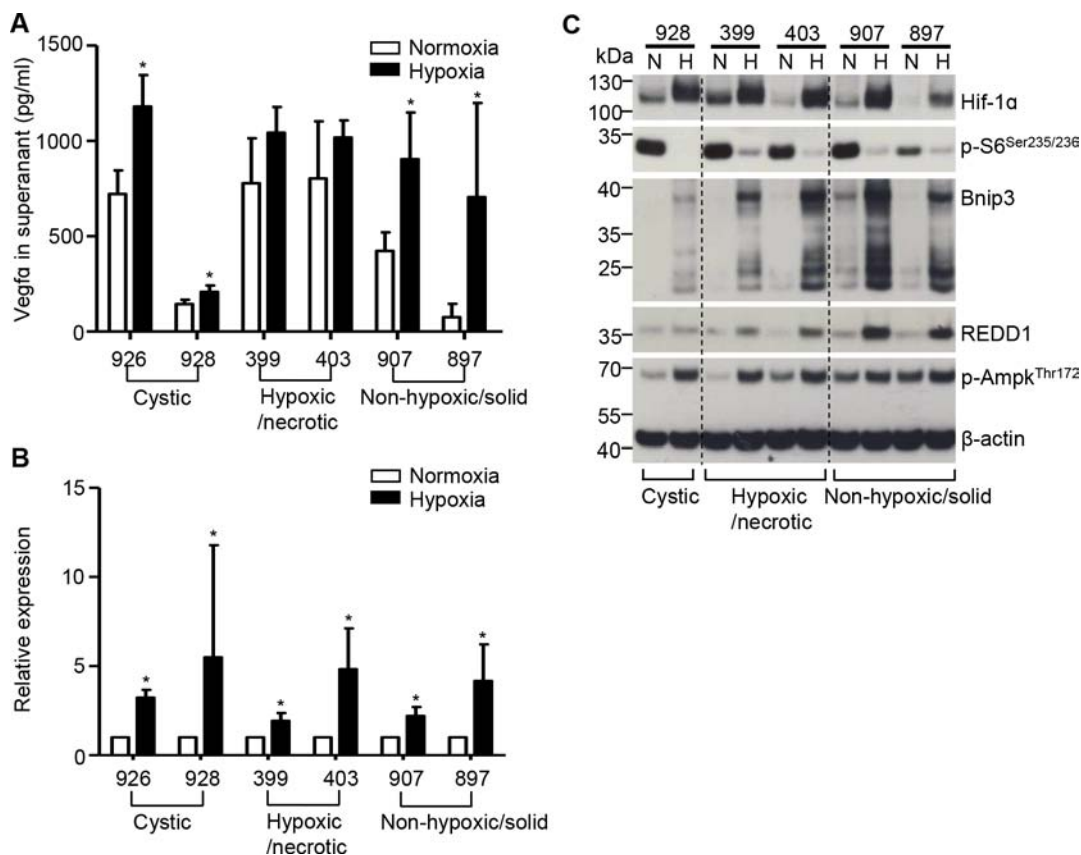 A
1500
1000
500
0
Vegfα in superanant (pg/ml)
Normoxia
Hypoxia
* * * *
926 928 399 403 907 897
Cystic Hypoxic Non-hypoxic/solid
/necrotic
B
15
10
5
0
Relative expression
Normoxia
Hypoxia
* * * * * *
926 928 399 403 907 897
Cystic Hypoxic Non-hypoxic/solid
/necrotic
C
928 399 403 907 897
kDa N H N H N H N H N H
130
100
Hif-1α
35
p-S6Ser235/236
40
35
25
Bnip3
35
REDD1
70
p-AmpkThr172
55
40
β-actin
Cystic Hypoxic Non-hypoxic/solid
/necrotic